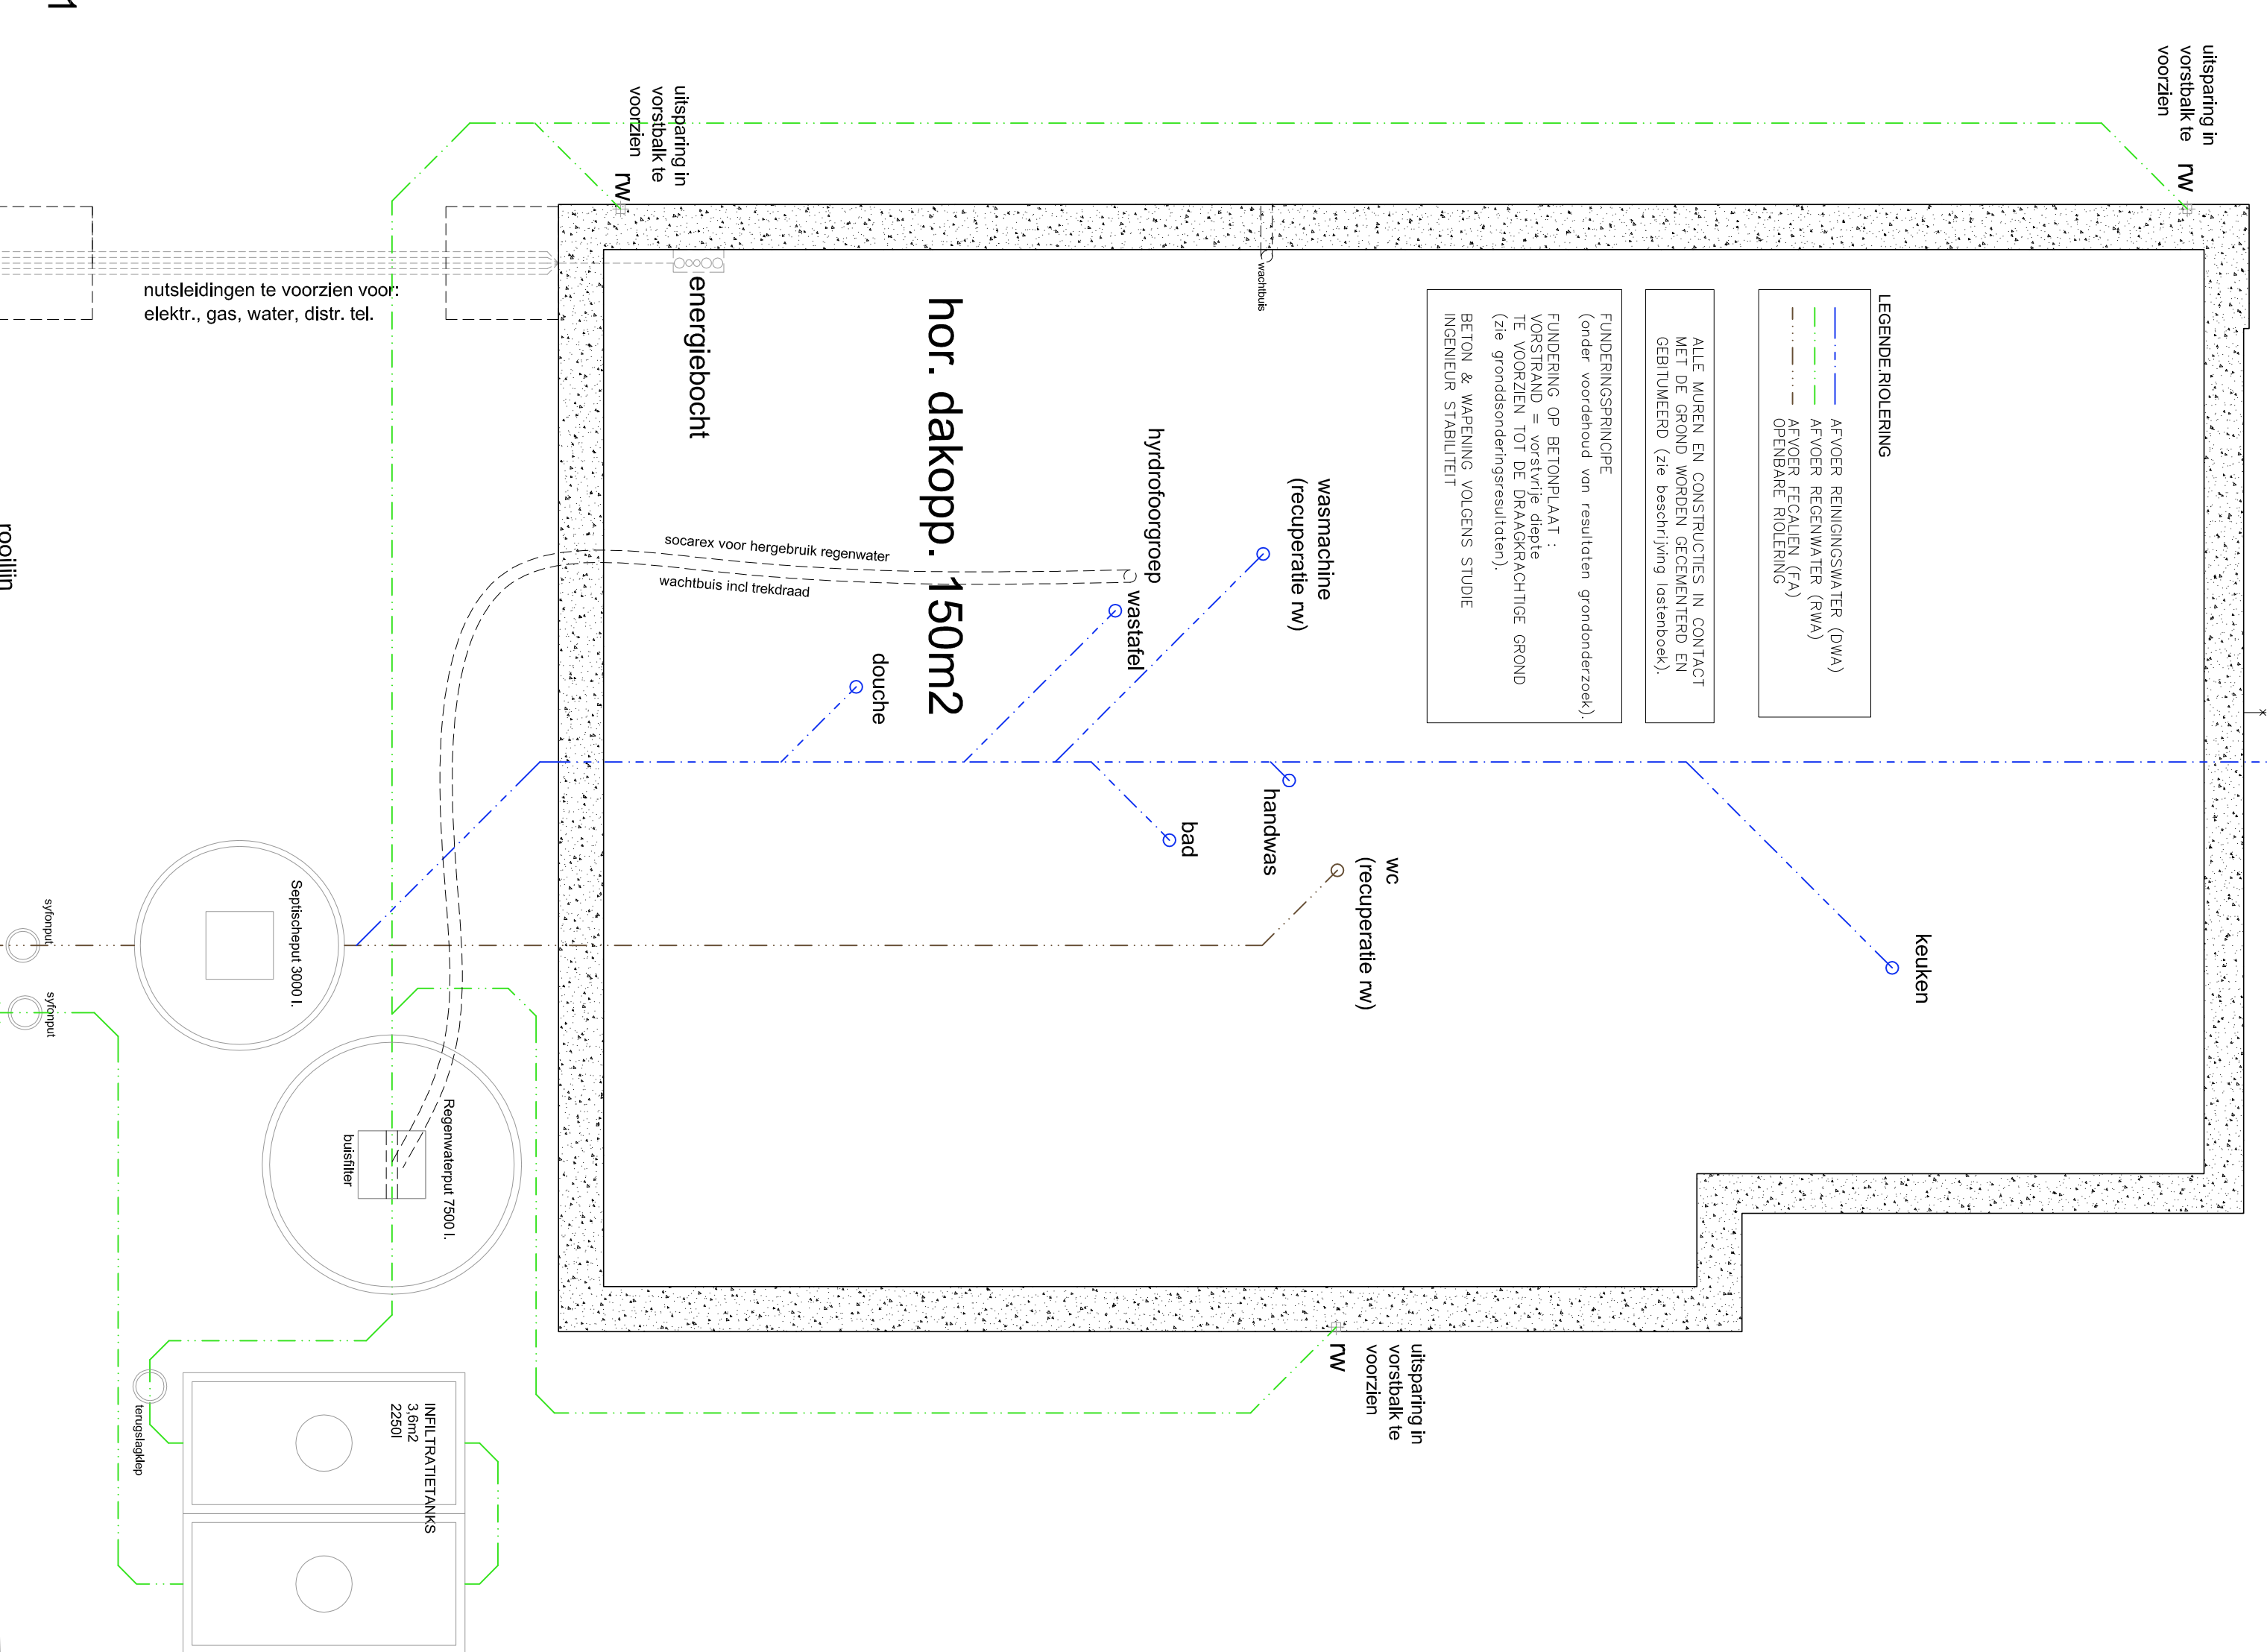 1
uitsparing in
vorstbalk te
voorzien
rw
uitsparing in
vorstbalk te
voorzien
rw
LEGENDE.RIOLERING
AFVOER REINIGINGSWATER (DWA)
AFVOER REGENWATER (RWA)
AFVOER FECALIEN (FA)
OPENBARE RIOLERING
ALLE MUREN EN CONSTRUCTIES IN CONTACT
MET DE GROND WORDEN GECEMENTERD EN
GEBITUMEERD (zie beschrijving lastenboek).
FUNDERINGSPRINCIPE
(onder voordehoud van resultaten grondonderzoek).
FUNDERING OP BETONPLAAT :
VORSTRAND = vorstvrije diepte
TE VOORZIEN TOT DE DRAAGKRACHTIGE GROND
(zie gronddsonderingsresultaten).
BETON & WAPENING VOLGENS STUDIE
INGENIEUR STABILITEIT
wachtbuis
energiebocht
nutsleidingen te voorzien voor:
elektr., gas, water, distr. tel.
hor. dakopp. 150m2
hyrdrofoorgroep
wasmachine
(recuperatie rw)
socarex voor hergebruik regenwater
wachtbuis incl trekdraad
wastafel
douche
bad
handwas
wc
(recuperatie rw)
keuken
rooilijn
Septischeput 3000 l.
syfonput
syfonput
Regenwaterput 7500 l.
buisfilter
uitsparing in
vorstbalk te
voorzien
rw
INFILTRATIETANKS
3,6m2
2250l
terugslagklep